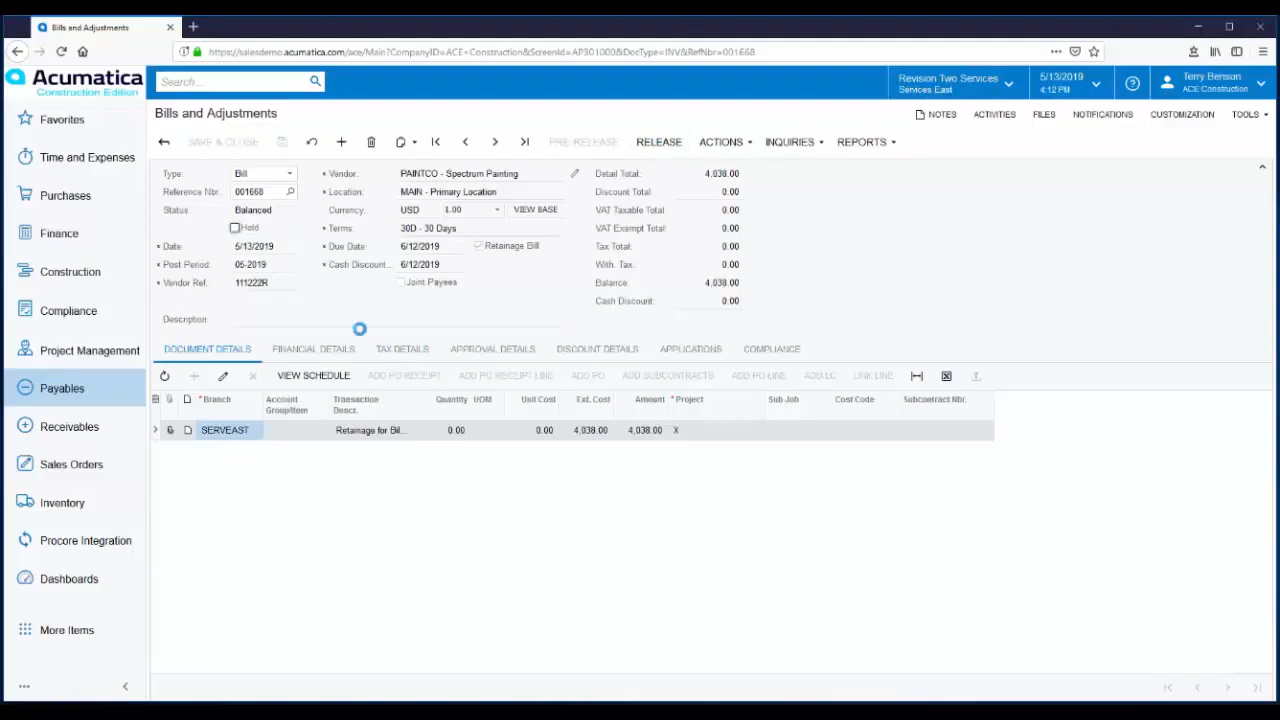 Bills and Adjustments
https://salesdemo.acumatica.com/ace/Main?CompanyID=ACE+Construction&ScreenId=AP301000&DocType=INV&RefNbr=001668
Acumatica
Construction Edition
Search...
Revision Two Services
Services East
5/13/2019
4:12 PM
Terry Benson
ACE Construction
Favorites
Time and Expenses
Purchases
Finance
Construction
Compliance
Project Management
Payables
Receivables
Sales Orders
Inventory
Procore Integration
Dashboards
More Items
Bills and Adjustments
NOTES ACTIVITIES FILES NOTIFICATIONS CUSTOMIZATION TOOLS
SAVE & CLOSE PRE-RELEASE RELEASE ACTIONS INQUIRIES REPORTS
Type: Bill * Vendor: PAINTCO - Spectrum Painting Detail Total: 4,038.00
Reference Nbr.: 001668 * Location: MAIN - Primary Location Discount Total: 0.00
Status: Balanced Currency: USD 1.00 VIEW BASE VAT Taxable Total: 0.00
Hold * Terms: 30D - 30 Days VAT Exempt Total: 0.00
* Date: 5/13/2019 * Due Date: 6/12/2019 Retainage Bill Tax Total: 0.00
* Post Period: 05-2019 * Cash Discount... 6/12/2019 With. Tax: 0.00
* Vendor Ref.: 111222R Joint Payees Balance: 4,038.00
Cash Discount: 0.00
Description:
DOCUMENT DETAILS FINANCIAL DETAILS TAX DETAILS APPROVAL DETAILS DISCOUNT DETAILS APPLICATIONS COMPLIANCE
VIEW SCHEDULE ADD PO RECEIPT ADD PO RECEIPT LINE ADD PO ADD SUBCONTRACTS ADD PO LINE ADD LC LINK LINE
* Branch Account Group/Item Transaction Descr. Quantity UOM Unit Cost Ext. Cost Amount * Project Sub Job Cost Code Subcontract Nbr.
SERVEAST Retainage for Bil... 0.00 0.00 4,038.00 4,038.00 X